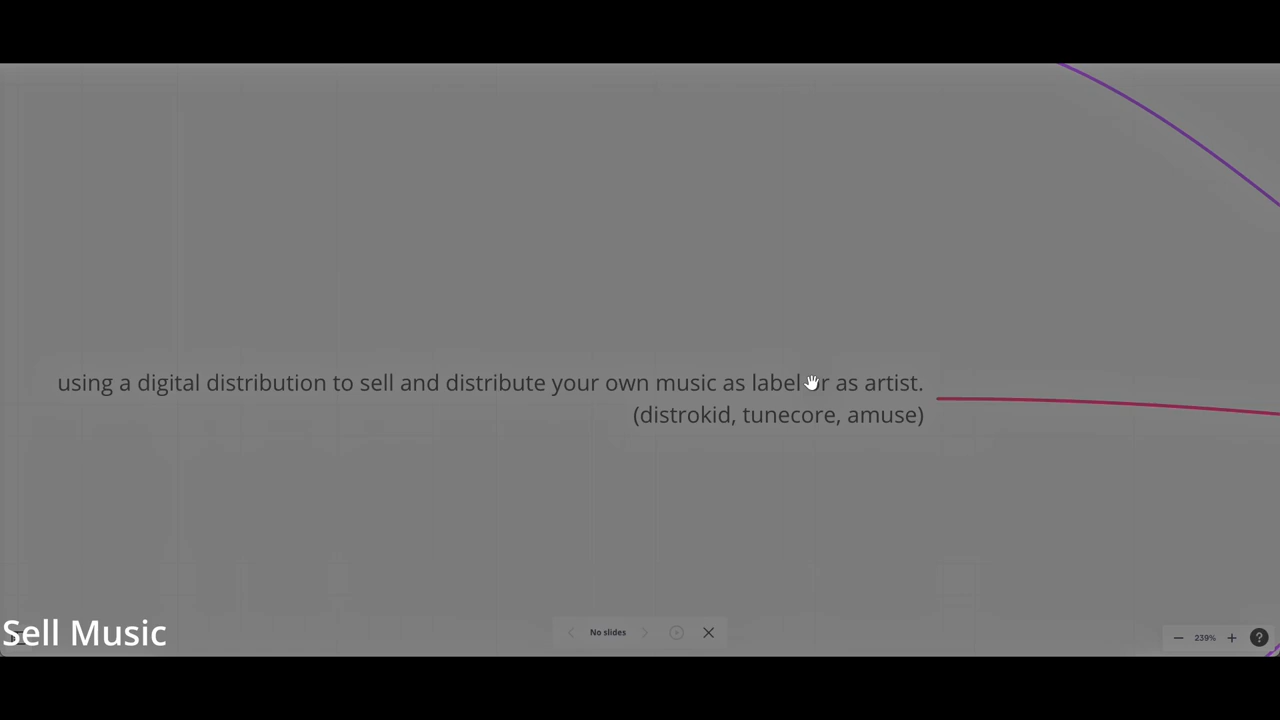 using a digital distribution to sell and distribute your own music as label or as artist.
(distrokid, tunecore, amuse)
Sell Music
No slides
239%
?